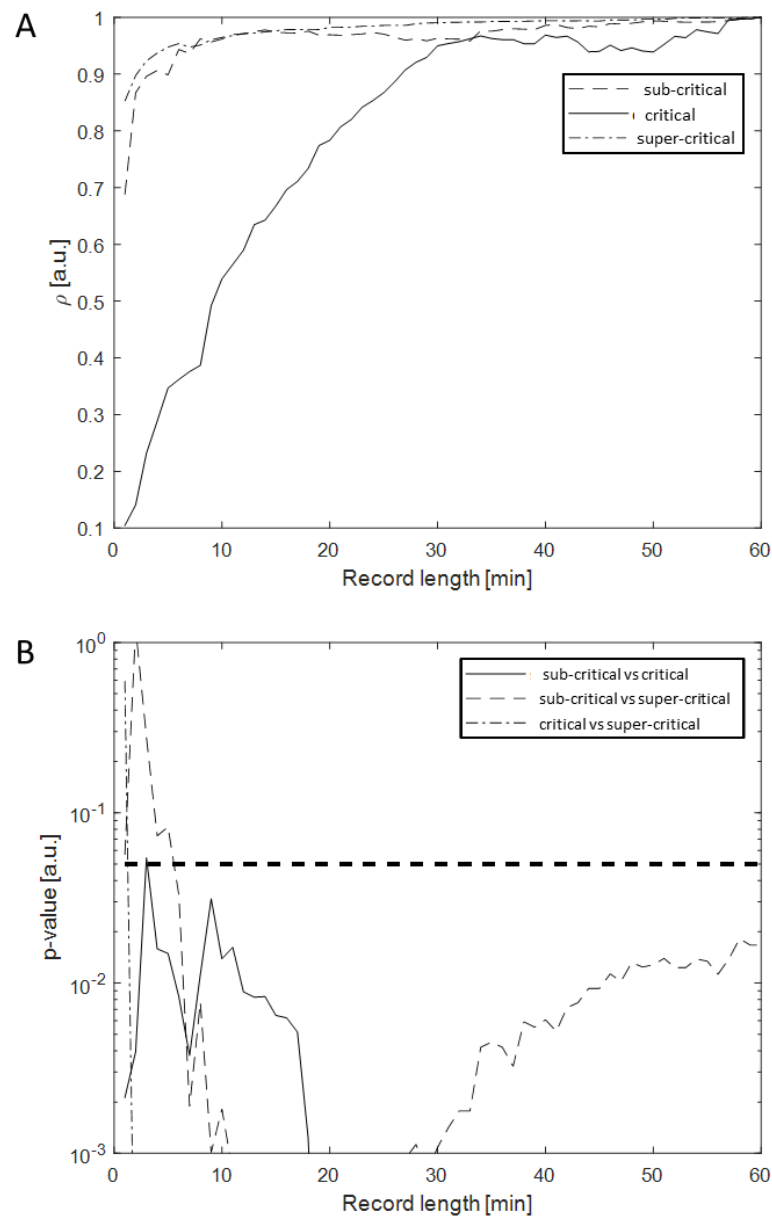 A
1
0.9
0.8
0.7
0.6
0.5
0.4
0.3
0.2
0.1
ρ [a.u.]
sub-critical
critical
super-critical
0 10 20 30 40 50 60
Record length [min]
B
10^0
10^-1
10^-2
10^-3
p-value [a.u.]
sub-critical vs critical
sub-critical vs super-critical
critical vs super-critical
0 10 20 30 40 50 60
Record length [min]